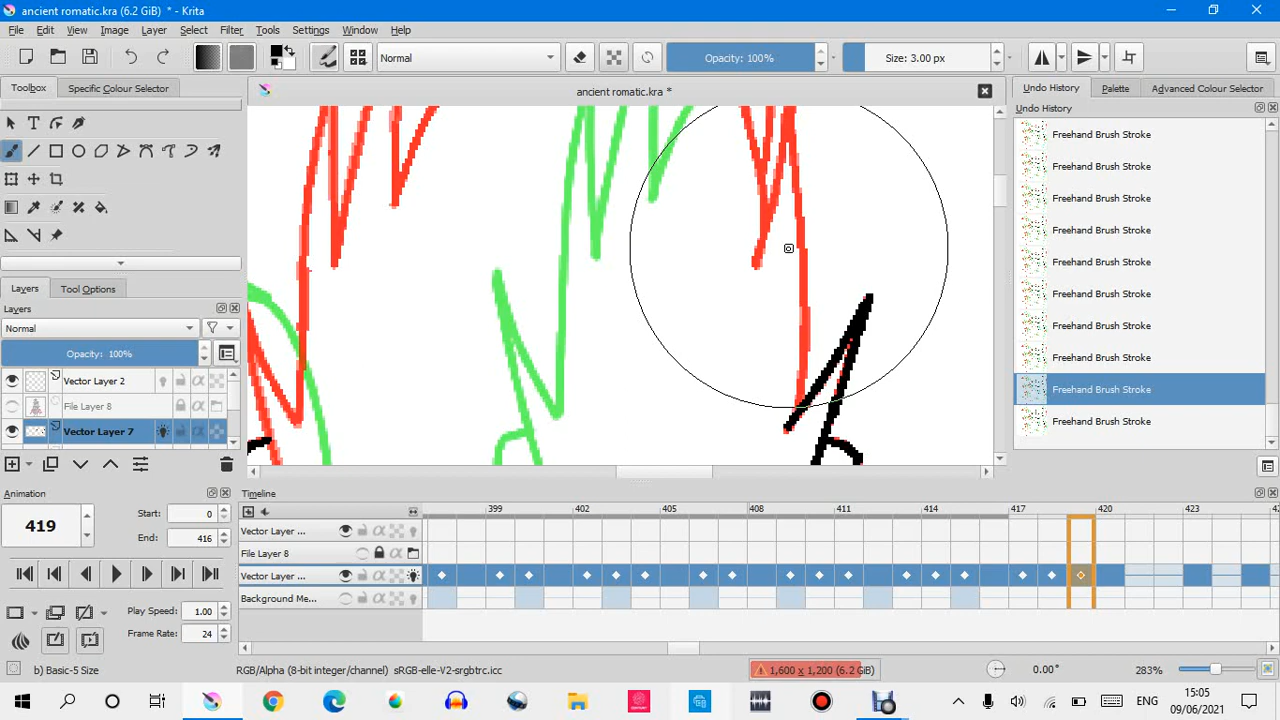 ancient romatic.kra (6.2 GiB) * - Krita
File Edit View Image Layer Select Filter Tools Settings Window Help
Normal Opacity: 100% Size: 3.00 px
Toolbox Specific Colour Selector
ancient romatic.kra *
Undo History Palette Advanced Colour Selector
Undo History
Freehand Brush Stroke
Freehand Brush Stroke
Freehand Brush Stroke
Freehand Brush Stroke
Freehand Brush Stroke
Freehand Brush Stroke
Freehand Brush Stroke
Freehand Brush Stroke
Freehand Brush Stroke
Freehand Brush Stroke
Layers Tool Options
Layers
Normal
Opacity: 100%
Vector Layer 2
File Layer 8
Vector Layer 7
Animation
419
Start: 0
End: 416
Play Speed: 1.00
Frame Rate: 24
Timeline
399 402 405 408 411 414 417 420 423 42
Vector Layer ...
File Layer 8
Vector Layer ...
Background Me...
b) Basic-5 Size
RGB/Alpha (8-bit integer/channel) sRGB-elle-V2-srgbtrc.icc
1,600 x 1,200 (6.2 GiB)
0.00°
283%
ENG
15:05
09/06/2021